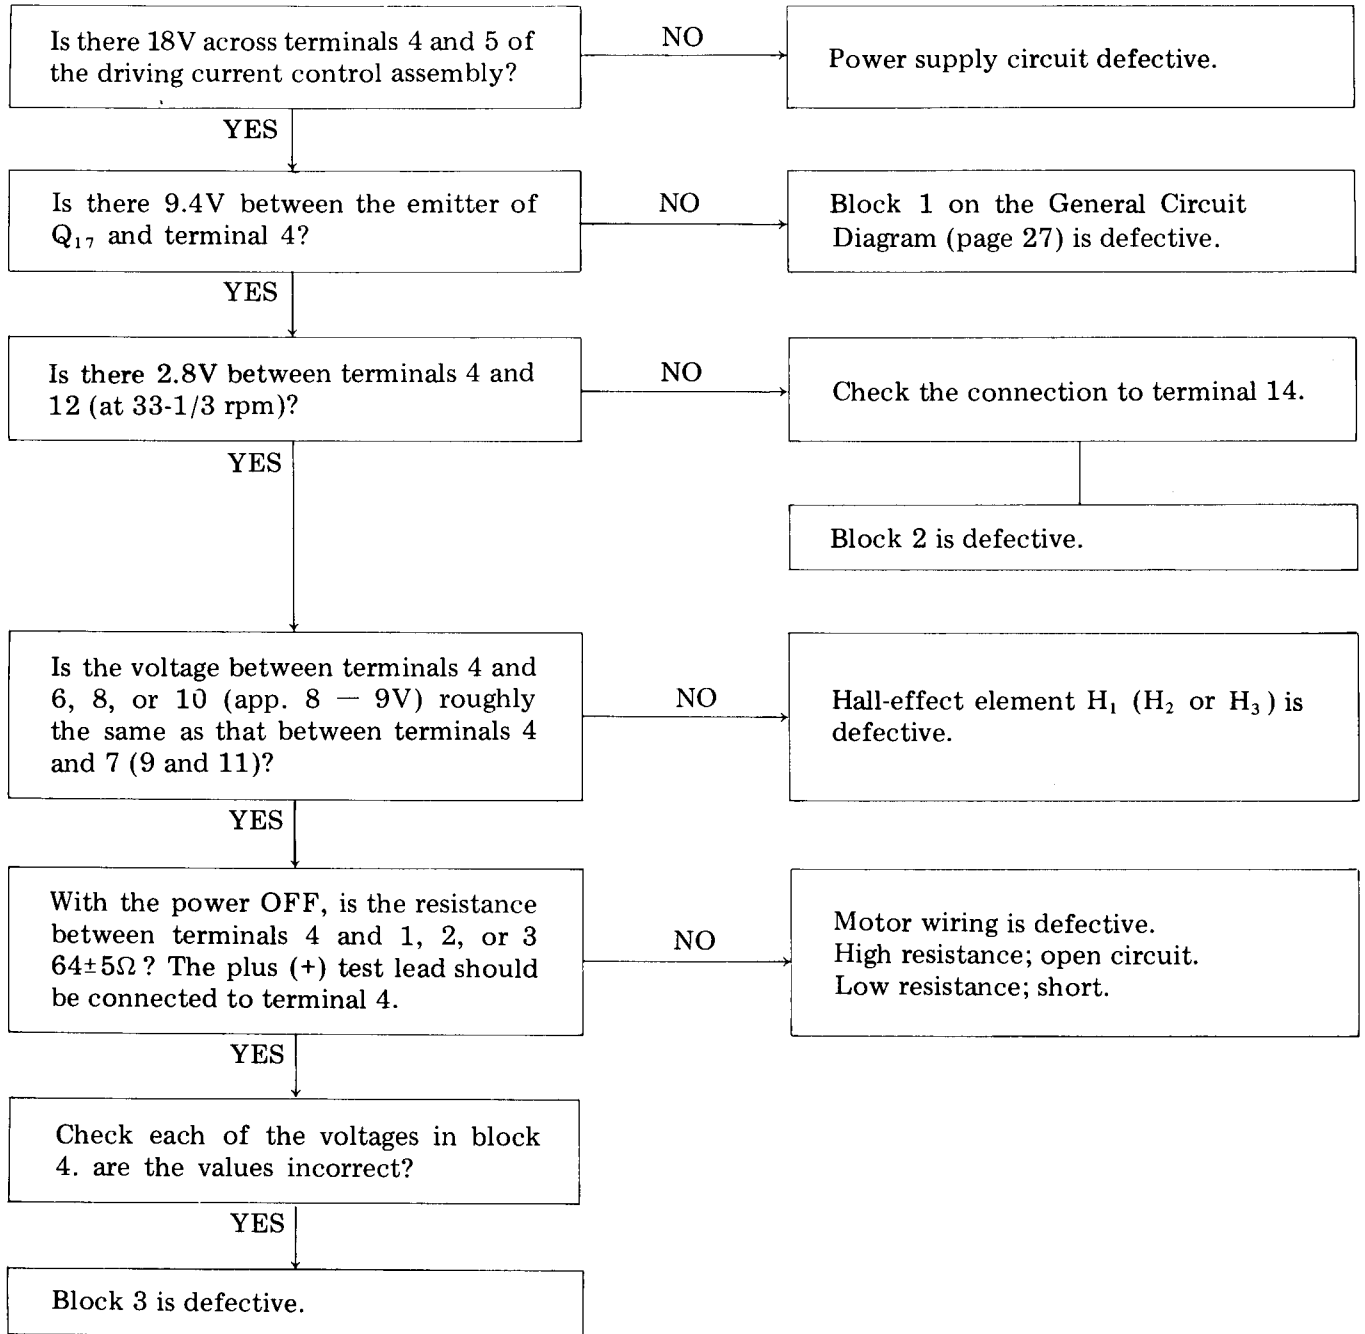 Is there 18V across terminals 4 and 5 of
the driving current control assembly?
NO
Power supply circuit defective.
YES
Is there 9.4V between the emitter of
Q₁₇ and terminal 4?
NO
Block 1 on the General Circuit
Diagram (page 27) is defective.
YES
Is there 2.8V between terminals 4 and
12 (at 33-1/3 rpm)?
NO
Check the connection to terminal 14.
YES
Block 2 is defective.
Is the voltage between terminals 4 and
6, 8, or 10 (app. 8 — 9V) roughly
the same as that between terminals 4
and 7 (9 and 11)?
NO
Hall-effect element H₁ (H₂ or H₃) is
defective.
YES
With the power OFF, is the resistance
between terminals 4 and 1, 2, or 3
64±5Ω? The plus (+) test lead should
be connected to terminal 4.
NO
Motor wiring is defective.
High resistance; open circuit.
Low resistance; short.
YES
Check each of the voltages in block
4. are the values incorrect?
YES
Block 3 is defective.